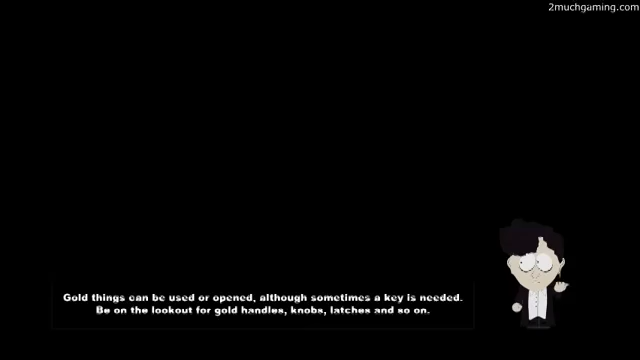 2muchgaming.com
Gold things can be used or opened, although sometimes a key is needed.
Be on the lookout for gold handles, knobs, latches and so on.